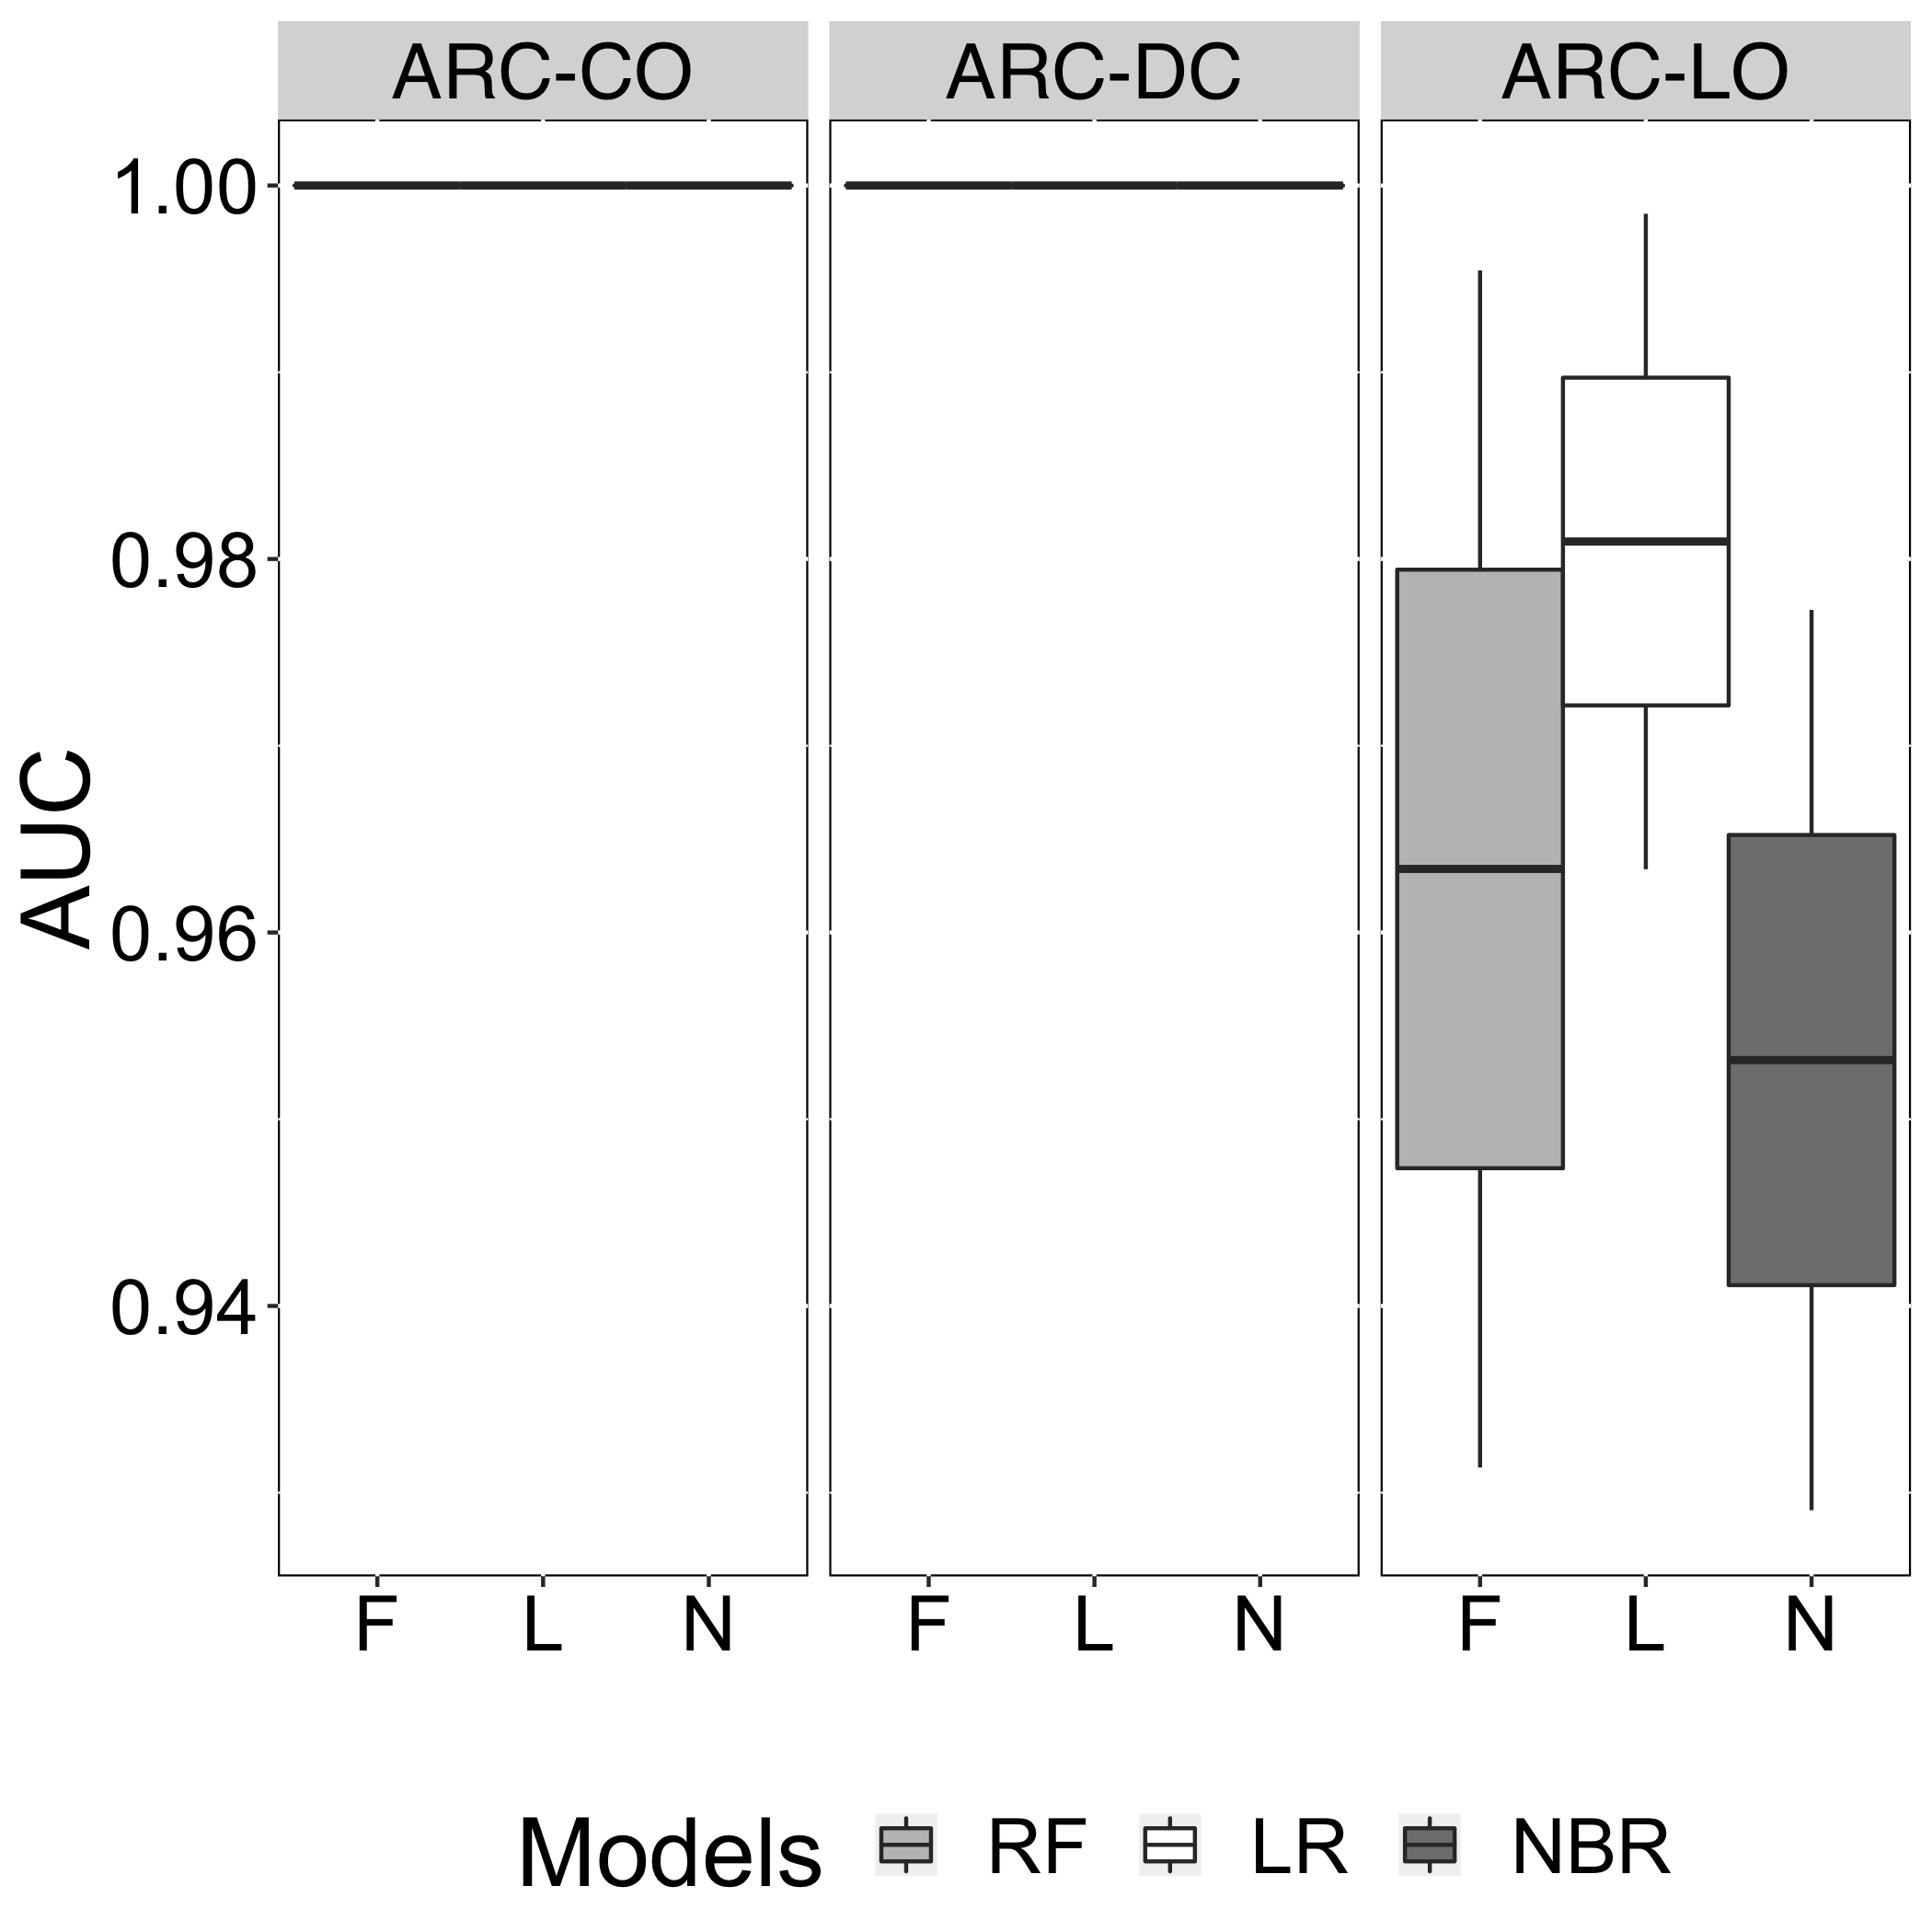 ARC-CO ARC-DC ARC-LO
1.00
0.98
0.96
0.94
AUC
F L N F L N F L N
Models RF LR NBR